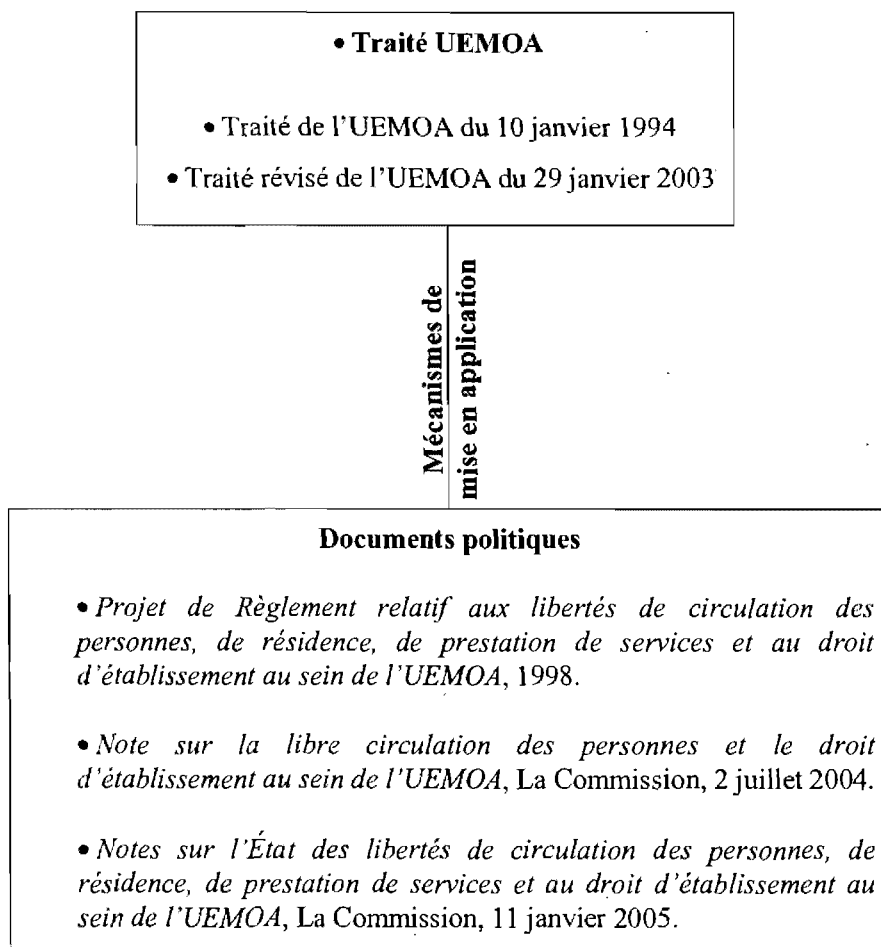 • Traité UEMOA
• Traité de l'UEMOA du 10 janvier 1994
• Traité révisé de l'UEMOA du 29 janvier 2003
Mécanismes de
mise en application
Documents politiques
• Projet de Règlement relatif aux libertés de circulation des
personnes, de résidence, de prestation de services et au droit
d'établissement au sein de l'UEMOA, 1998.
• Note sur la libre circulation des personnes et le droit
d'établissement au sein de l'UEMOA, La Commission, 2 juillet 2004.
• Notes sur l'État des libertés de circulation des personnes, de
résidence, de prestation de services et au droit d'établissement au
sein de l'UEMOA, La Commission, 11 janvier 2005.